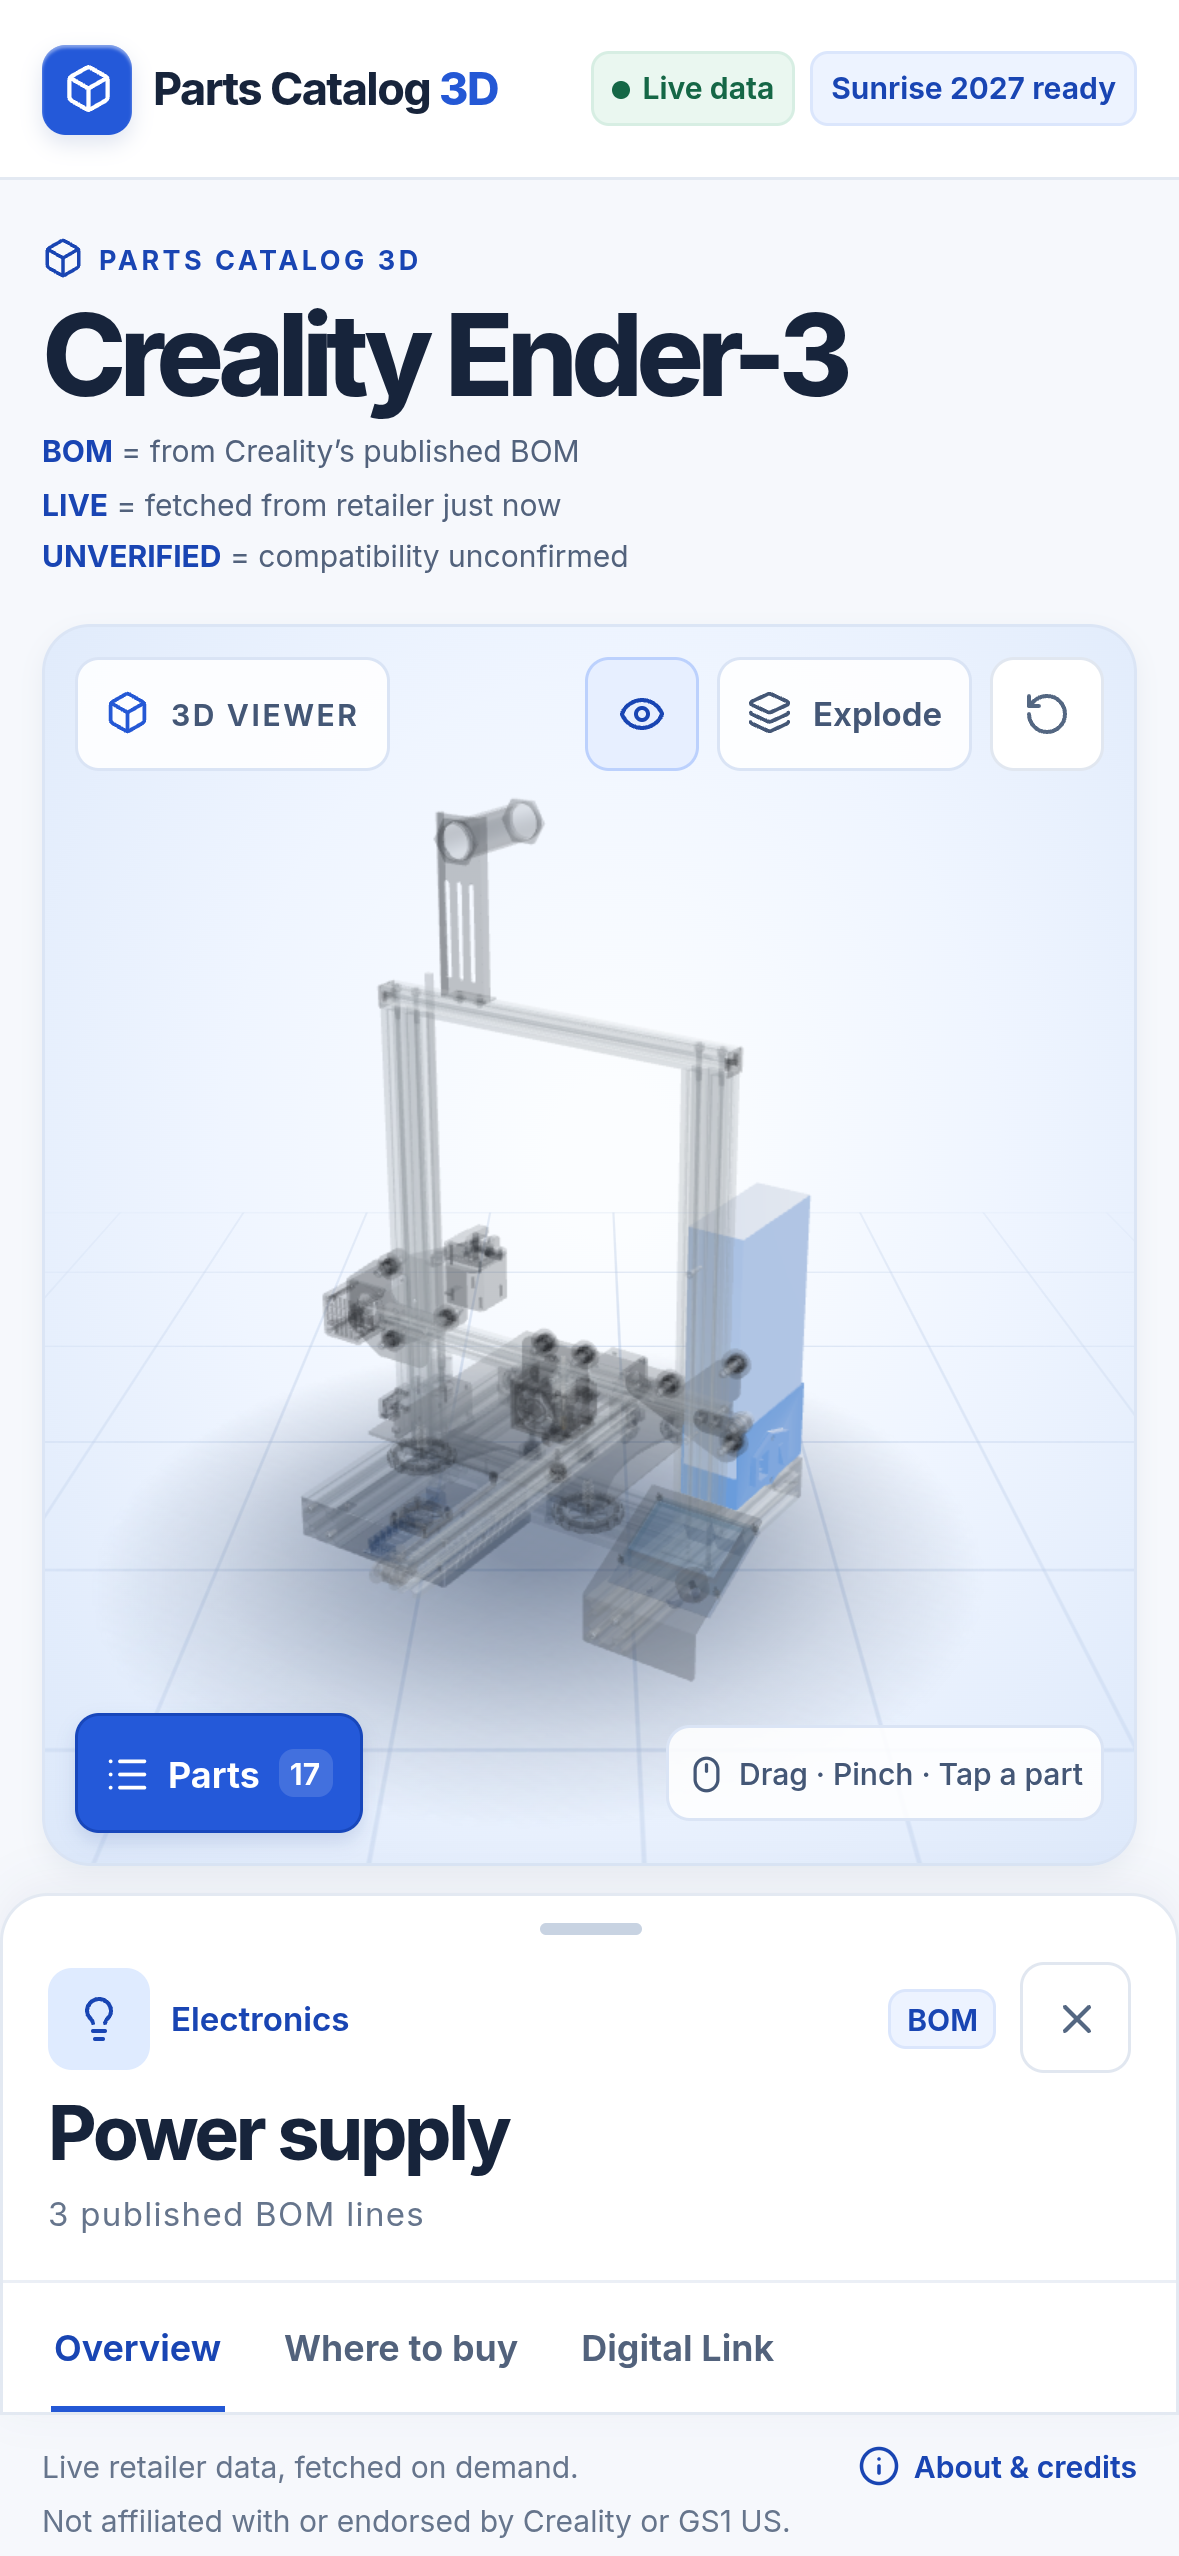 Parts Catalog 3D
Live data
Sunrise 2027 ready
PARTS CATALOG 3D
Creality Ender-3
BOM = from Creality’s published BOM
LIVE = fetched from retailer just now
UNVERIFIED = compatibility unconfirmed
3D VIEWER
Explode
Parts 17
Drag · Pinch · Tap a part
Electronics
BOM
Power supply
3 published BOM lines
Overview
Where to buy
Digital Link
Live retailer data, fetched on demand.
About & credits
Not affiliated with or endorsed by Creality or GS1 US.